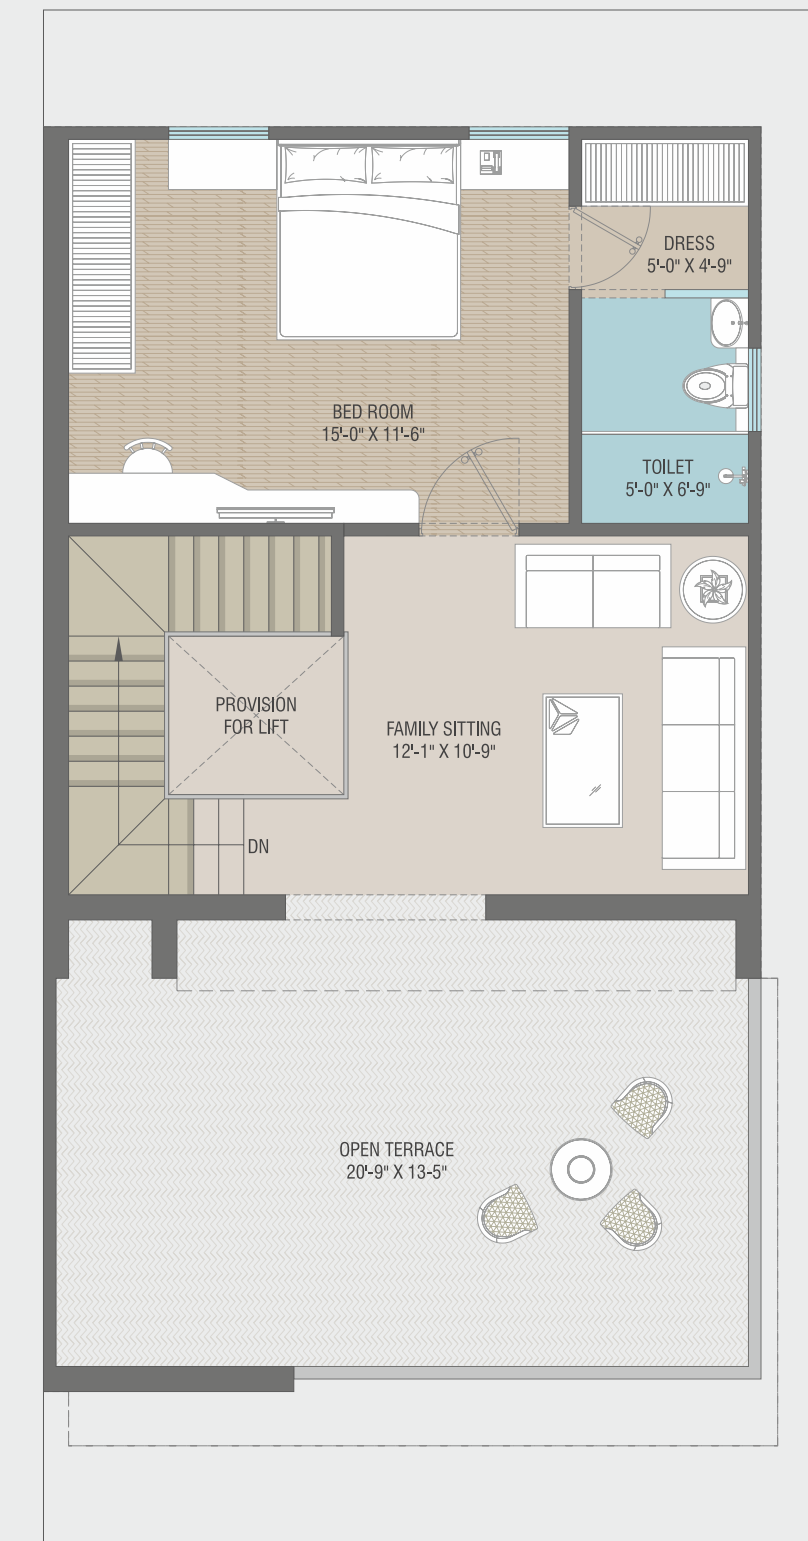 DRESS
5'-0" X 4'-9"
BED ROOM
15'-0" X 11'-6"
TOILET
5'-0" X 6'-9"
PROVISION
FOR LIFT
FAMILY SITTING
12'-1" X 10'-9"
DN
OPEN TERRACE
20'-9" X 13-5"